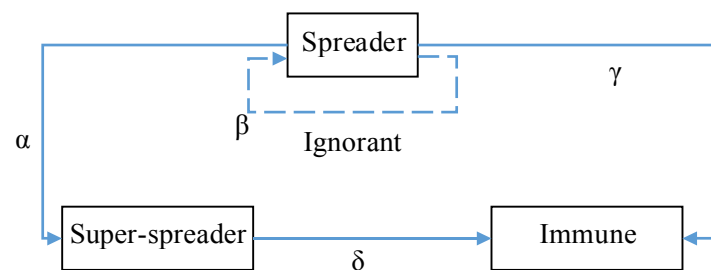 Spreader
γ
β
Ignorant
α
Super-spreader
Immune
δ